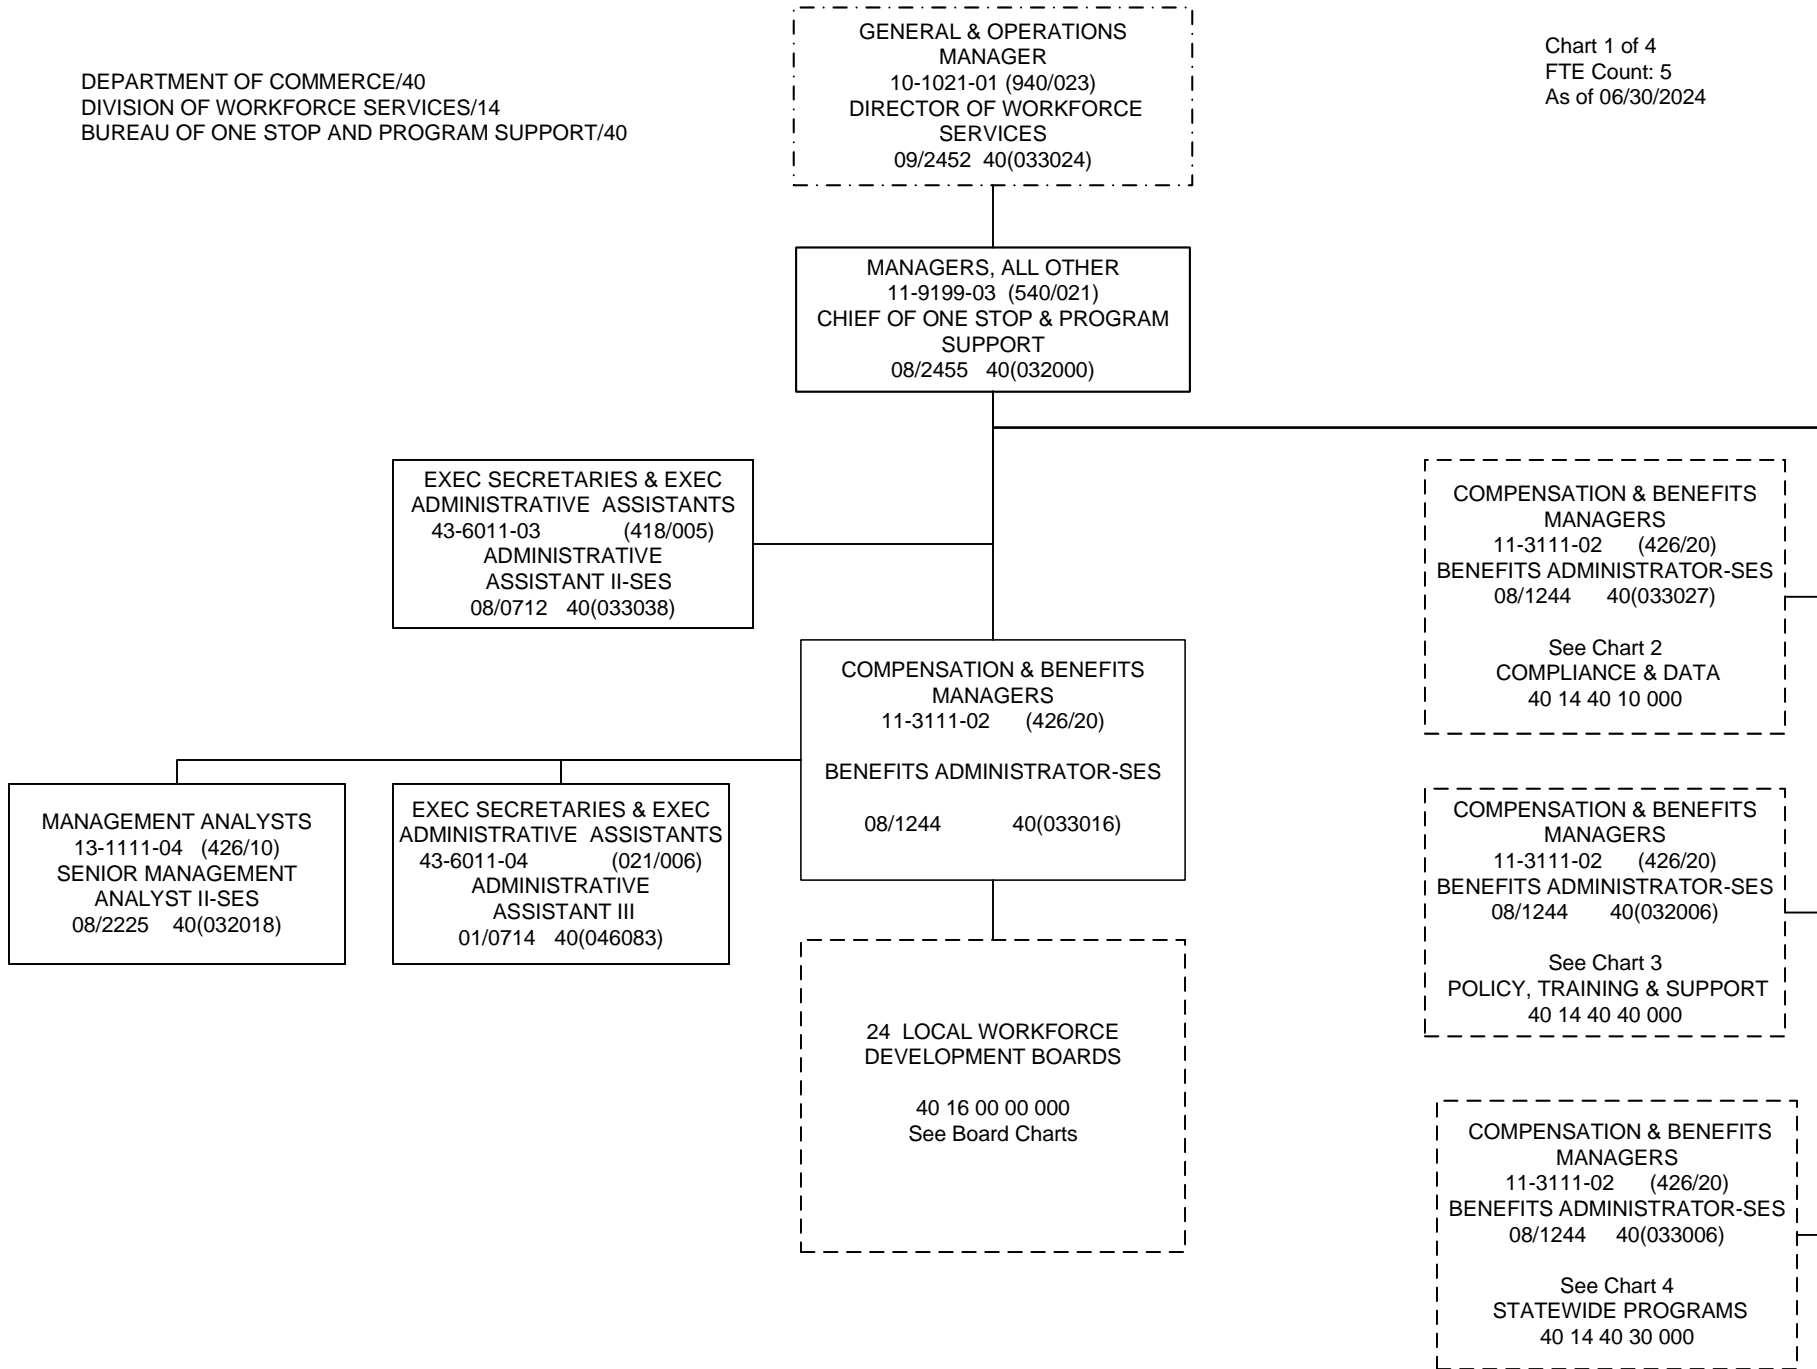 DEPARTMENT OF COMMERCE/40
DIVISION OF WORKFORCE SERVICES/14
BUREAU OF ONE STOP AND PROGRAM SUPPORT/40
GENERAL & OPERATIONS
MANAGER
10-1021-01 (940/023)
DIRECTOR OF WORKFORCE
SERVICES
09/2452 40(033024)
Chart 1 of 4
FTE Count: 5
As of 06/30/2024
MANAGERS, ALL OTHER
11-9199-03 (540/021)
CHIEF OF ONE STOP & PROGRAM
SUPPORT
08/2455 40(032000)
EXEC SECRETARIES & EXEC
ADMINISTRATIVE ASSISTANTS
43-6011-03 (418/005)
ADMINISTRATIVE
ASSISTANT II-SES
08/0712 40(033038)
COMPENSATION & BENEFITS
MANAGERS
11-3111-02 (426/20)
BENEFITS ADMINISTRATOR-SES
08/1244 40(033016)
MANAGEMENT ANALYSTS
13-1111-04 (426/10)
SENIOR MANAGEMENT
ANALYST II-SES
08/2225 40(032018)
EXEC SECRETARIES & EXEC
ADMINISTRATIVE ASSISTANTS
43-6011-04 (021/006)
ADMINISTRATIVE
ASSISTANT III
01/0714 40(046083)
24 LOCAL WORKFORCE
DEVELOPMENT BOARDS
40 16 00 00 000
See Board Charts
COMPENSATION & BENEFITS
MANAGERS
11-3111-02 (426/20)
BENEFITS ADMINISTRATOR-SES
08/1244 40(033027)
See Chart 2
COMPLIANCE & DATA
40 14 40 10 000
COMPENSATION & BENEFITS
MANAGERS
11-3111-02 (426/20)
BENEFITS ADMINISTRATOR-SES
08/1244 40(032006)
See Chart 3
POLICY, TRAINING & SUPPORT
40 14 40 40 000
COMPENSATION & BENEFITS
MANAGERS
11-3111-02 (426/20)
BENEFITS ADMINISTRATOR-SES
08/1244 40(033006)
See Chart 4
STATEWIDE PROGRAMS
40 14 40 30 000